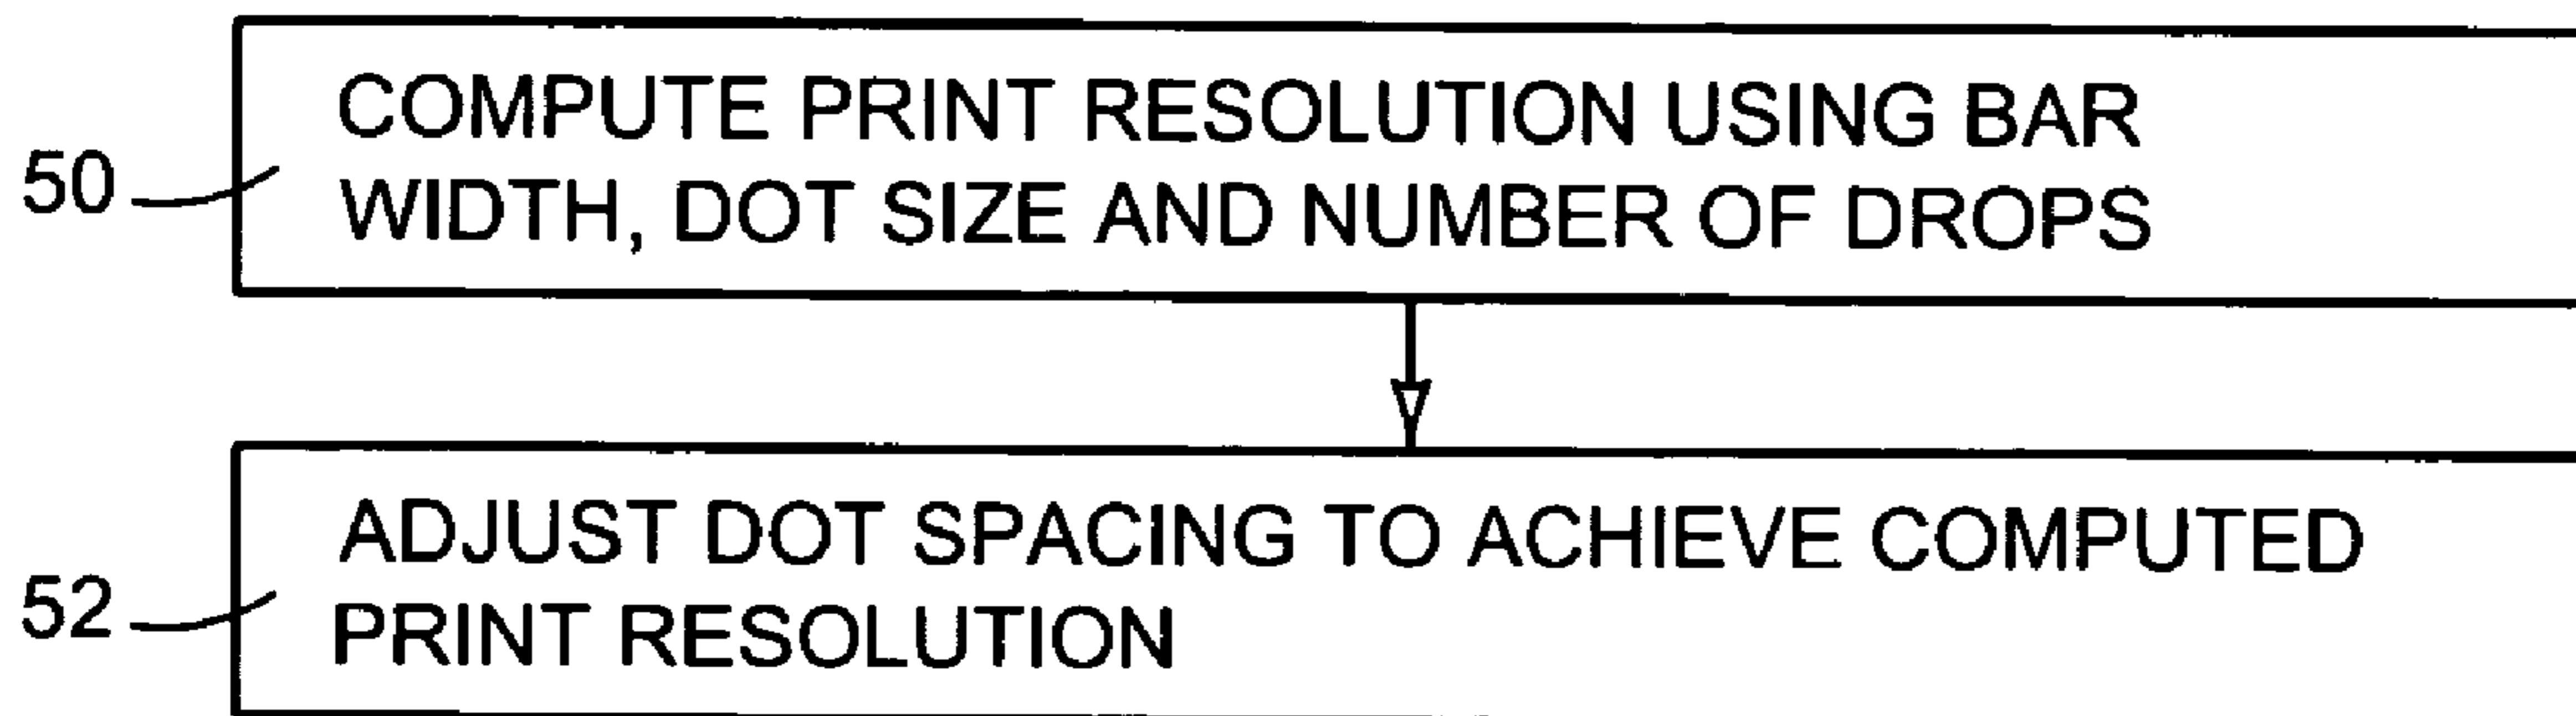 50
COMPUTE PRINT RESOLUTION USING BAR
WIDTH, DOT SIZE AND NUMBER OF DROPS
52
ADJUST DOT SPACING TO ACHIEVE COMPUTED
PRINT RESOLUTION